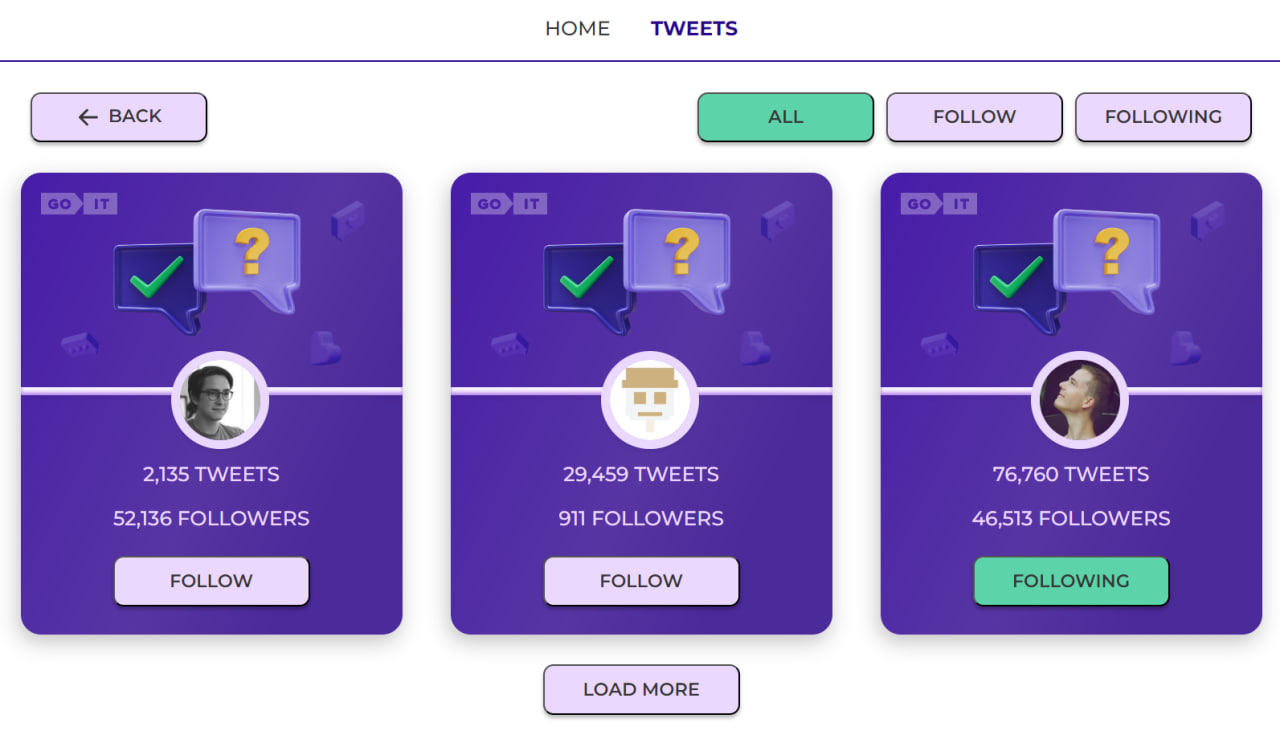 HOME TWEETS
BACK ALL FOLLOW FOLLOWING
GO IT GO IT GO IT
? ? ?
2,135 TWEETS 29,459 TWEETS 76,760 TWEETS
52,136 FOLLOWERS 911 FOLLOWERS 46,513 FOLLOWERS
FOLLOW FOLLOW FOLLOWING
LOAD MORE